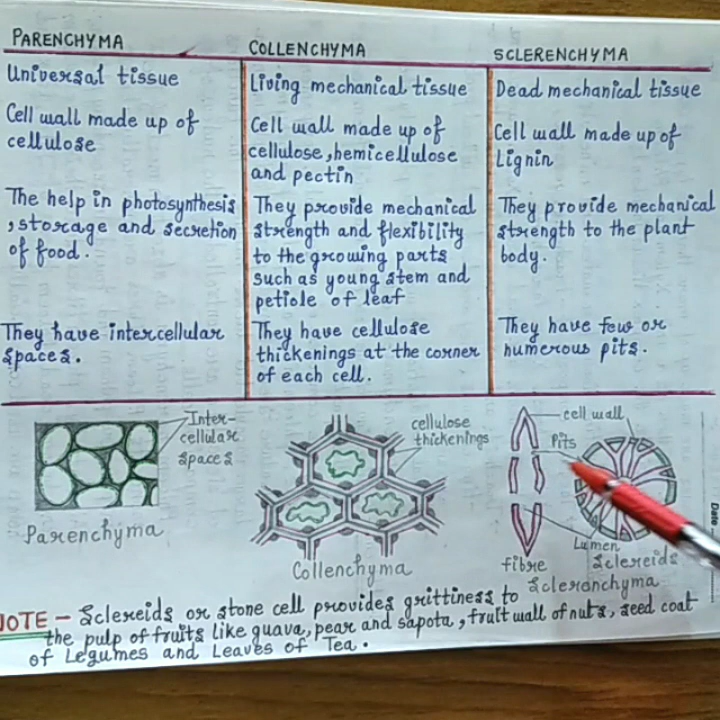 PARENCHYMA
COLLENCHYMA
SCLERENCHYMA
Universal tissue
Cell wall made up of
cellulose
The help in photosynthesis
,storage and secretion
of food.
They have intercellular
spaces.
Living mechanical tissue
Cell wall made up of
cellulose, hemicellulose
and pectin
They provide mechanical
strength and flexibility
to the growing parts
such as young stem and
petiole of leaf
They have cellulose
thickenings at the corner
of each cell.
Dead mechanical tissue
Cell wall made up of
Lignin
They provide mechanical
strength to the plant
body.
They have few or
numerous pits.
Inter-
cellular
spaces
Parenchyma
cellulose
thickenings
Collenchyma
cell wall
Pits
Lumen
fibre
Sclereids
Scleranchyma
Date
NOTE - Sclereids or stone cell provides grittiness to
the pulp of fruits like guava, pear and sapota, fruit wall of nuts, seed coat
of Legumes and Leaves of Tea.